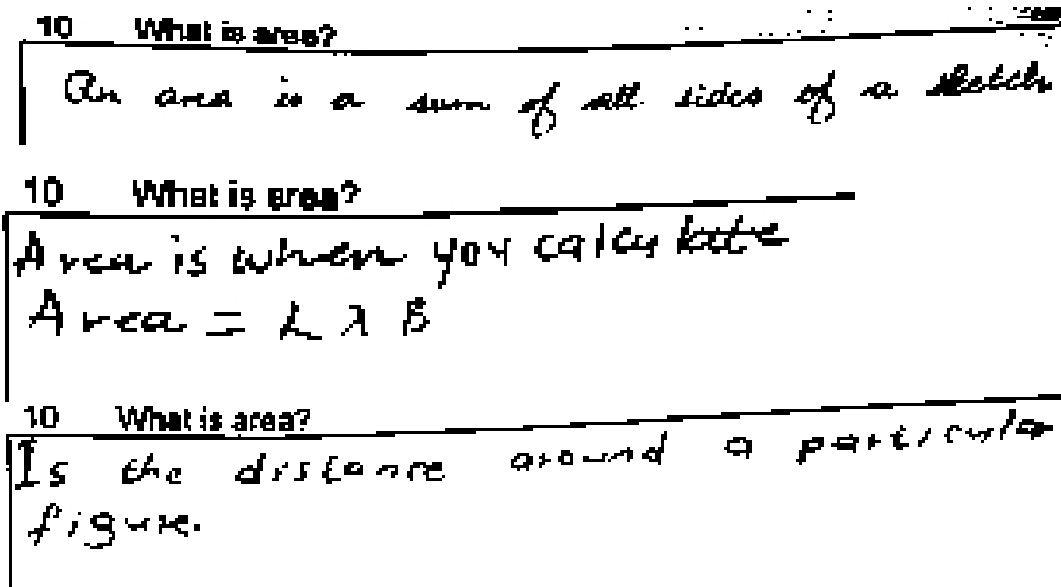 10 What is area?
An area is a sum of all sides of a sketch
10 What is area?
Area is when you calculate
Area = L x B
10 What is area?
Is the distance around a particular
figure.